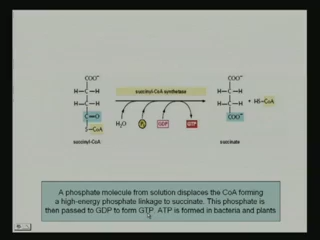 COO⁻
H—C—H
H—C—H
C=O
S—CoA
succinyl-CoA
succinyl-CoA synthetase
H₂O
Pi
GDP
GTP
COO⁻
H—C—H
H—C—H
COO⁻
succinate
+ HS—CoA
A phosphate molecule from solution displaces the CoA forming
a high-energy phosphate linkage to succinate. This phosphate is
then passed to GDP to form GTP. ATP is formed in bacteria and plants